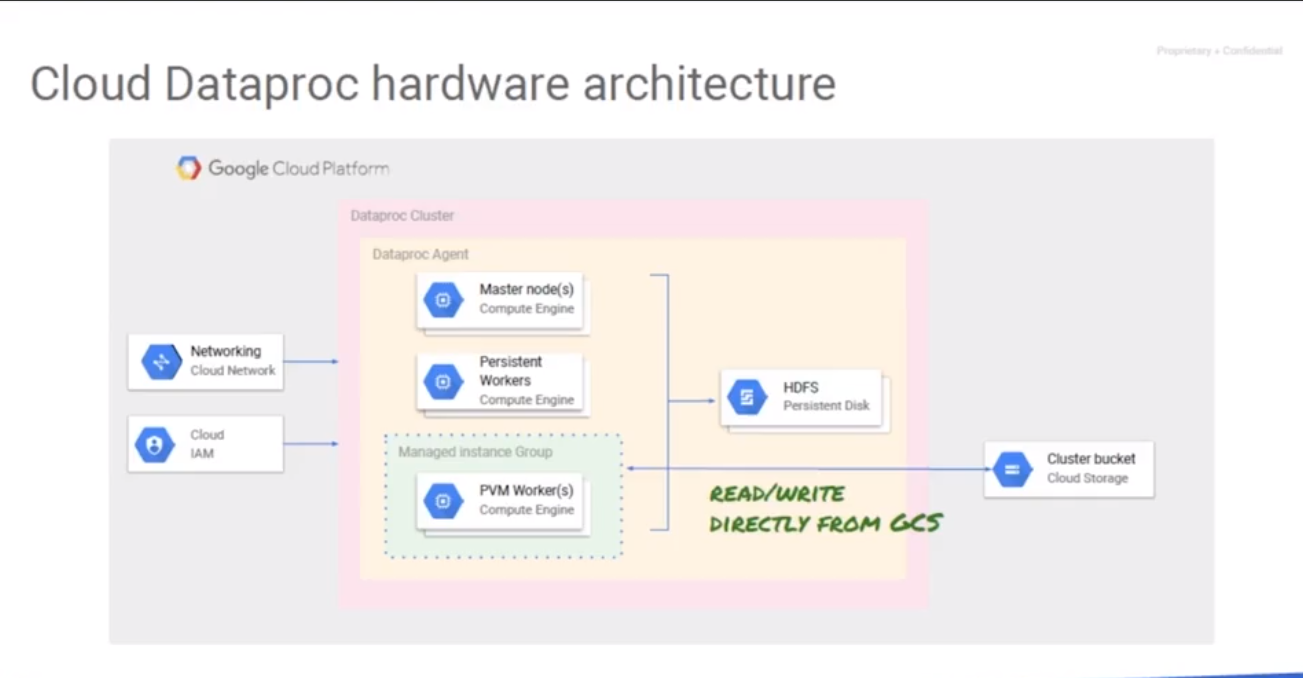 Proprietary + Confidential
Cloud Dataproc hardware architecture
Google Cloud Platform
Dataproc Cluster
Dataproc Agent
Master node(s)
Compute Engine
Networking
Cloud Network
Persistent
Workers
Compute Engine
HDFS
Persistent Disk
Cloud
IAM
Managed instance Group
PVM Worker(s)
Compute Engine
Cluster bucket
Cloud Storage
READ/WRITE
DIRECTLY FROM GCS